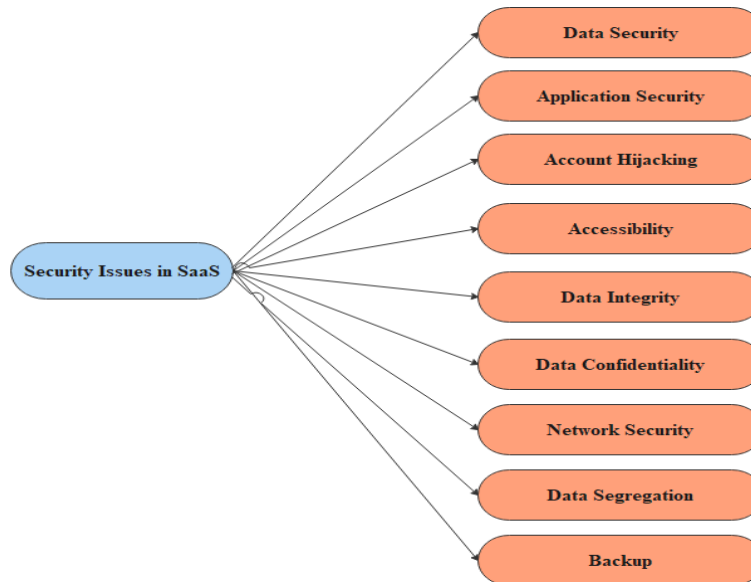 Data Security
Application Security
Account Hijacking
Accessibility
Security Issues in SaaS
Data Integrity
Data Confidentiality
Network Security
Data Segregation
Backup